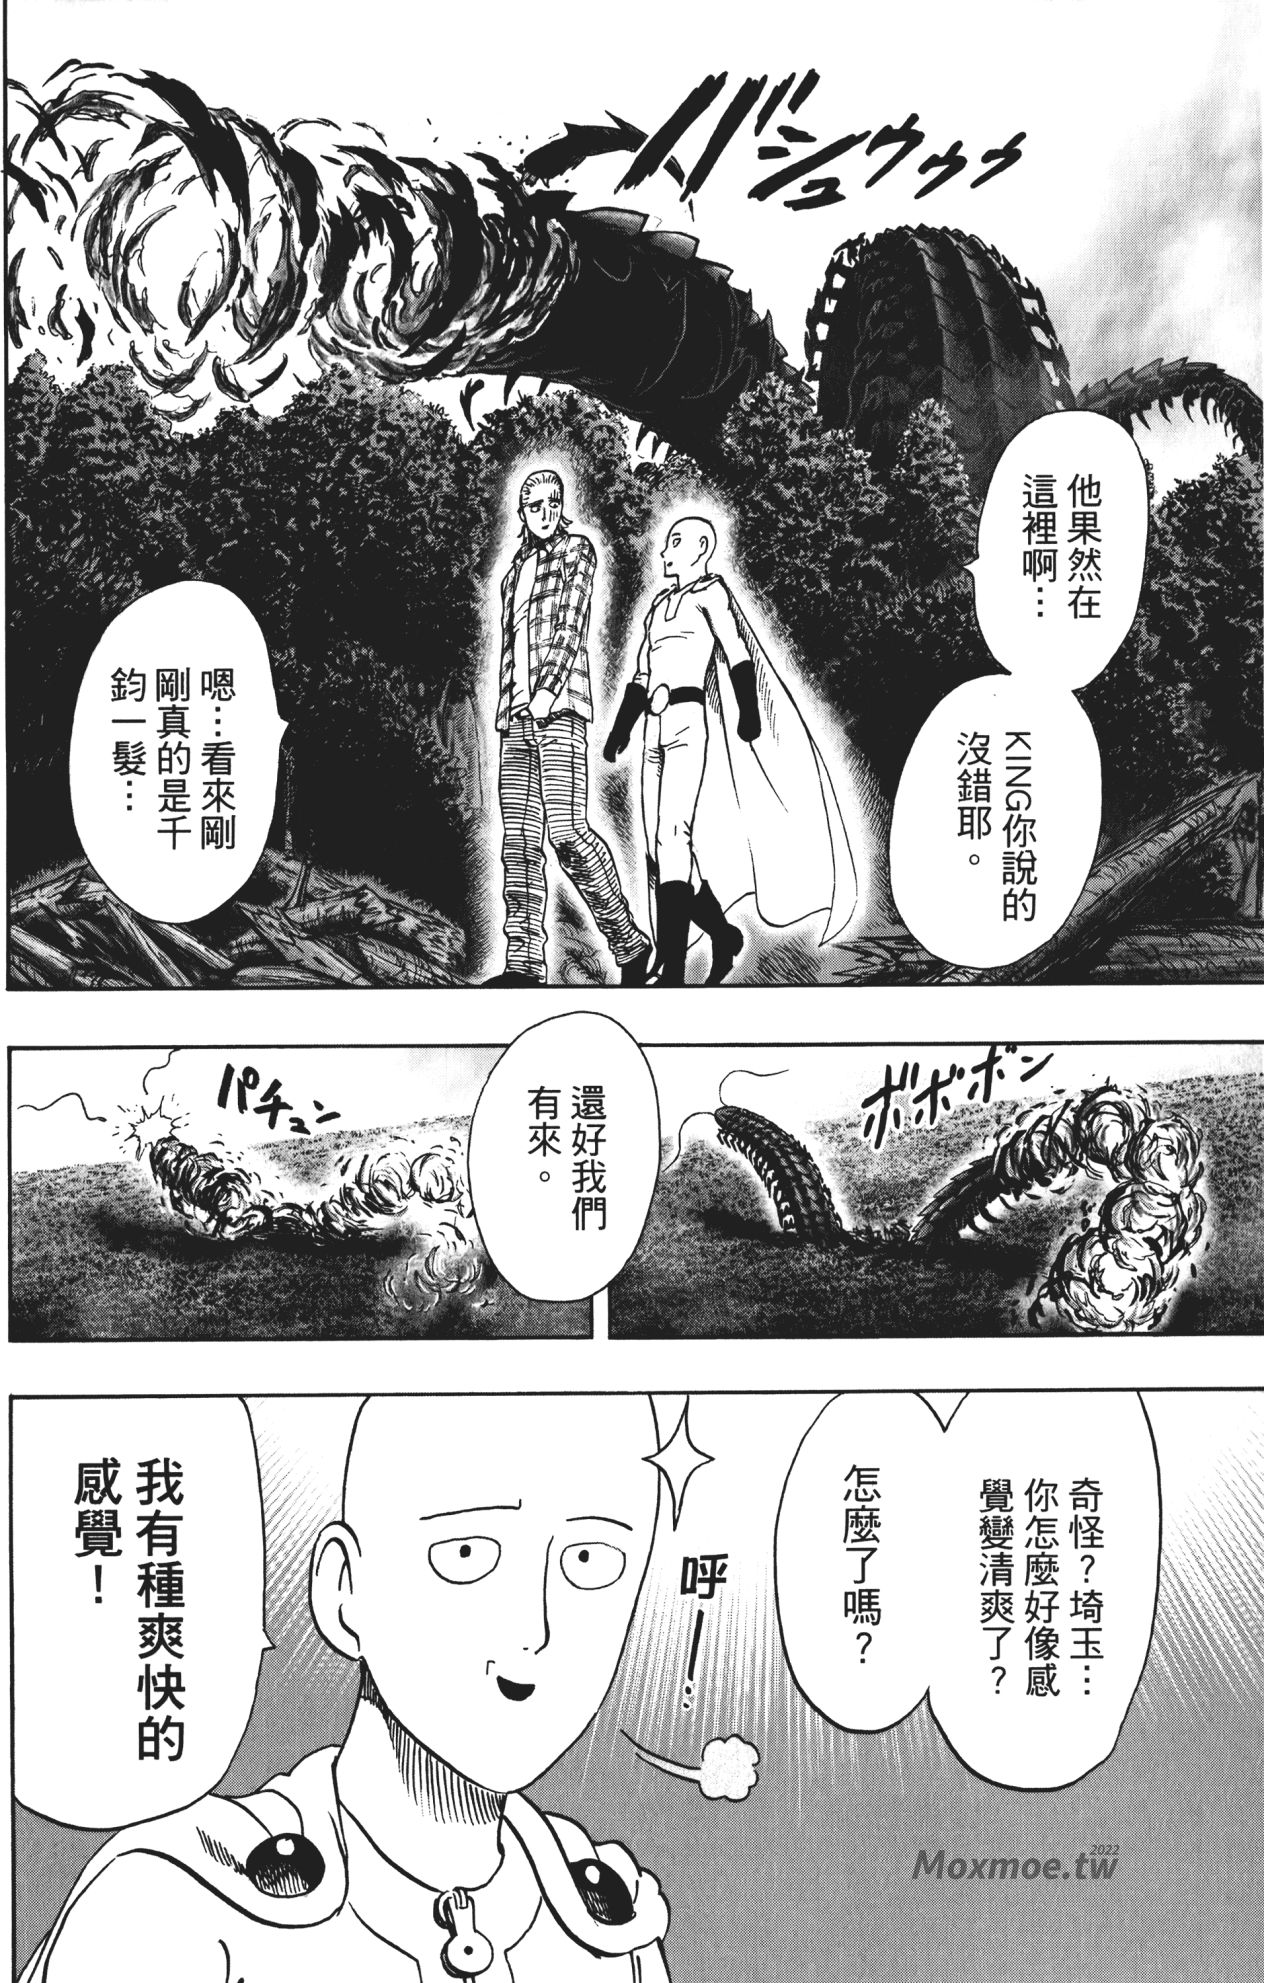 バシュウゥゥ
他果然在
這裡啊…
KING你說的
沒錯耶。
嗯…看來剛
剛真的是千
鈞一髮…
ボボボボン
還好我們
有來。
パチュン
奇怪？埼玉…
你怎麼好像感
覺變清爽了？
怎麼了嗎？
呼——…
我有種爽快的
感覺！
2022
Moxmoe.tw